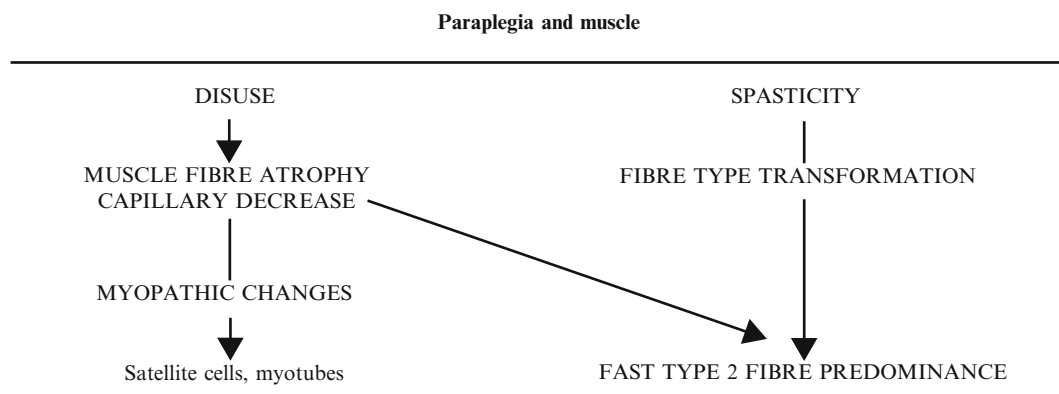 Paraplegia and muscle
DISUSE
SPASTICITY
MUSCLE FIBRE ATROPHY
CAPILLARY DECREASE
FIBRE TYPE TRANSFORMATION
MYOPATHIC CHANGES
Satellite cells, myotubes
FAST TYPE 2 FIBRE PREDOMINANCE